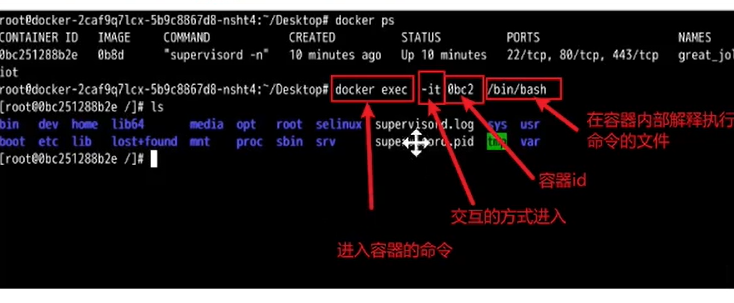 root@docker-2caf9q7lcx-5b9c8867d8-nsht4:~/Desktop# docker ps
CONTAINER ID IMAGE COMMAND CREATED STATUS PORTS NAMES
0bc251288b2e 0b8d "supervisord -n" 10 minutes ago Up 10 minutes 22/tcp, 80/tcp, 443/tcp great_jol
iot
root@docker-2caf9q7lcx-5b9c8867d8-nsht4:~/Desktop# docker exec -it 0bc2 /bin/bash
[root@0bc251288b2e /]# ls
bin dev home lib64 media opt root selinux supervisord.log sys usr
boot etc lib lost+found mnt proc sbin srv supervisord.pid tmp var
[root@0bc251288b2e /]#
在容器内部解释执行
命令的文件
容器id
交互的方式进入
进入容器的命令